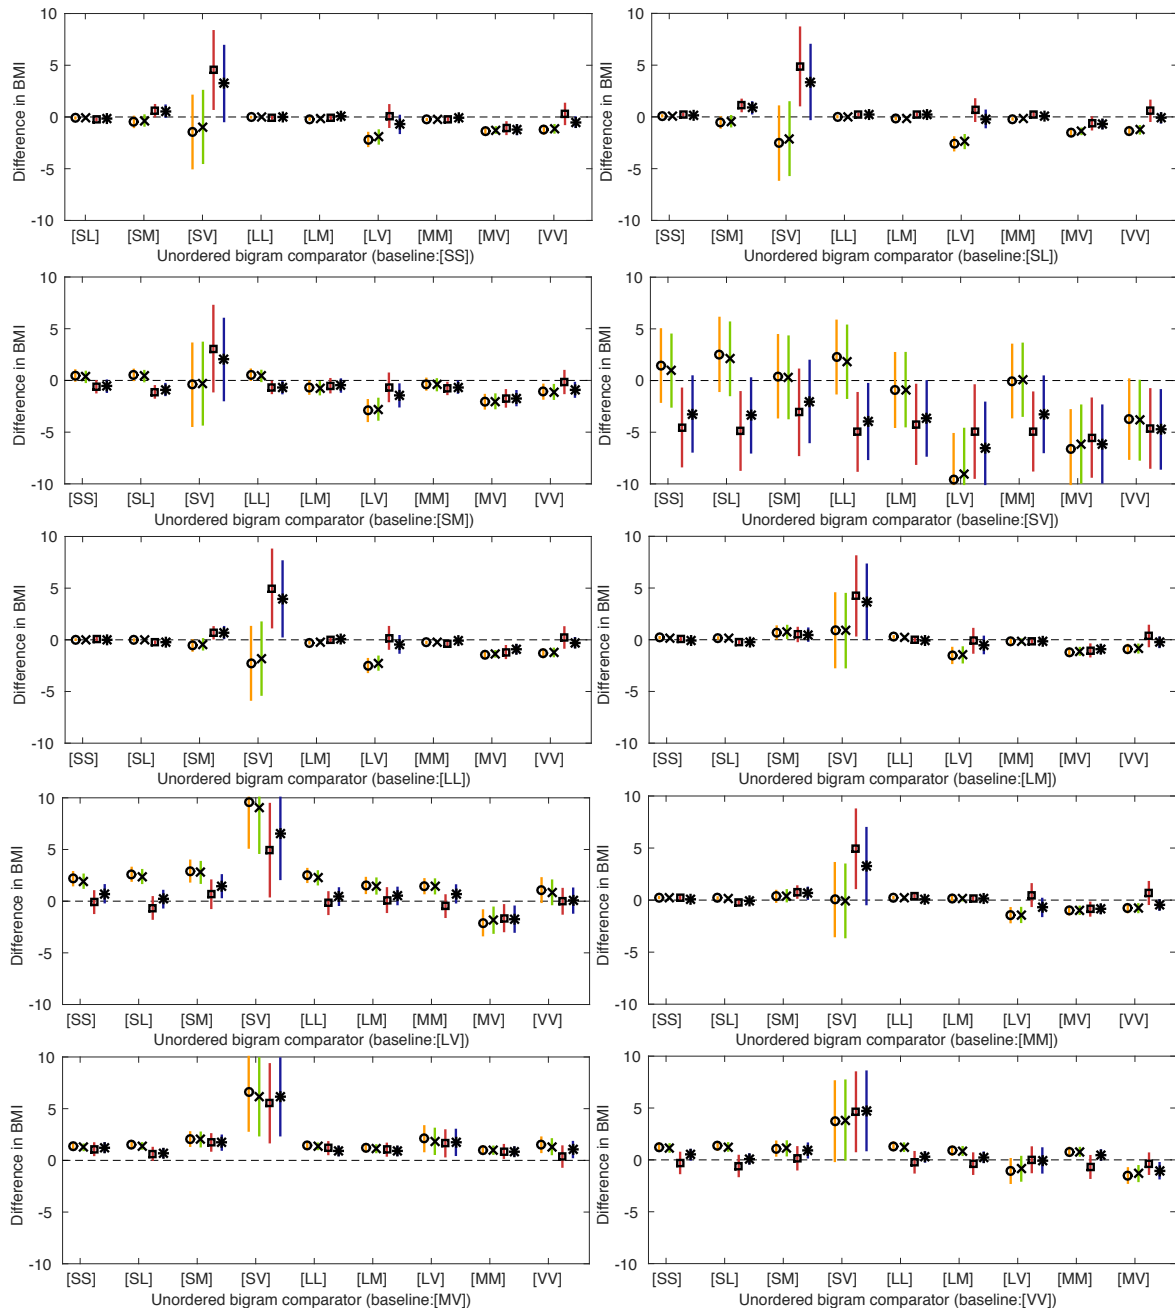 10
5
0
-5
-10
Difference in BMI
[SL] [SM] [SV] [LL] [LM] [LV] [MM] [MV] [VV]
Unordered bigram comparator (baseline:[SS])
10
5
0
-5
-10
Difference in BMI
[SS] [SM] [SV] [LL] [LM] [LV] [MM] [MV] [VV]
Unordered bigram comparator (baseline:[SL])
10
5
0
-5
-10
Difference in BMI
[SS] [SL] [SV] [LL] [LM] [LV] [MM] [MV] [VV]
Unordered bigram comparator (baseline:[SM])
10
5
0
-5
-10
Difference in BMI
[SS] [SL] [SM] [LL] [LM] [LV] [MM] [MV] [VV]
Unordered bigram comparator (baseline:[SV])
10
5
0
-5
-10
Difference in BMI
[SS] [SL] [SM] [SV] [LM] [LV] [MM] [MV] [VV]
Unordered bigram comparator (baseline:[LL])
10
5
0
-5
-10
Difference in BMI
[SS] [SL] [SM] [SV] [LL] [LV] [MM] [MV] [VV]
Unordered bigram comparator (baseline:[LM])
10
5
0
-5
-10
Difference in BMI
[SS] [SL] [SM] [SV] [LL] [LM] [MM] [MV] [VV]
Unordered bigram comparator (baseline:[LV])
10
5
0
-5
-10
Difference in BMI
[SS] [SL] [SM] [SV] [LL] [LM] [LV] [MV] [VV]
Unordered bigram comparator (baseline:[MM])
10
5
0
-5
-10
Difference in BMI
[SS] [SL] [SM] [SV] [LL] [LM] [LV] [MM] [VV]
Unordered bigram comparator (baseline:[MV])
10
5
0
-5
-10
Difference in BMI
[SS] [SL] [SM] [SV] [LL] [LM] [LV] [MM] [MV]
Unordered bigram comparator (baseline:[VV])